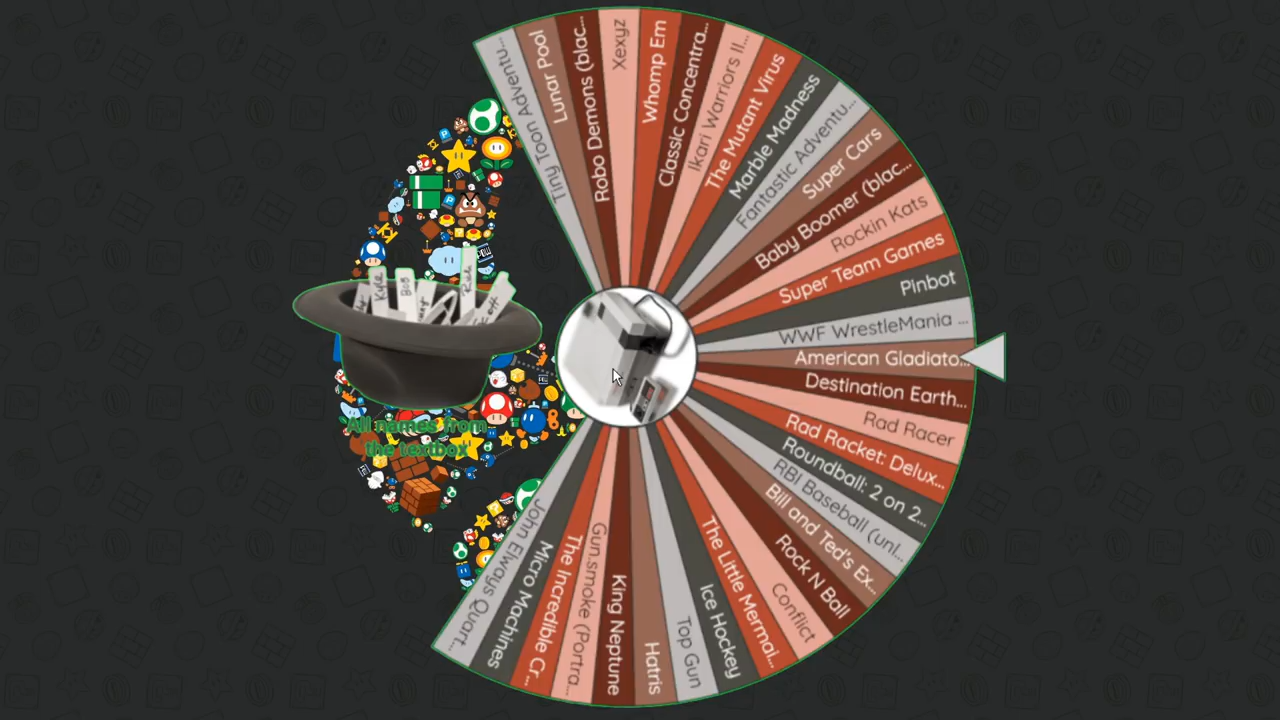 Tiny Toon Adventu...
Lunar Pool
Robo Demons (blac...
Xexyz
Whomp Em
Classic Concentra...
Ikari Warriors II...
The Mutant Virus
Marble Madness
Fantastic Adventu...
Super Cars
Baby Boomer (blac...
Rockin Kats
Super Team Games
Pinbot
WWF WrestleMania ...
American Gladiato...
Destination Earth...
Rad Racer
Rad Racket: Delux...
Roundball: 2 on 2...
RBI Baseball (unl...
Bill and Ted's Ex...
Rock N Ball
Conflict
The Little Mermai...
Ice Hockey
Top Gun
Hatris
King Neptune
Gun.smoke (Portra...
The Incredible Cr...
Micro Machines
John Elways Quart...
Kyle
Bob
Rick
All names from
the textbox